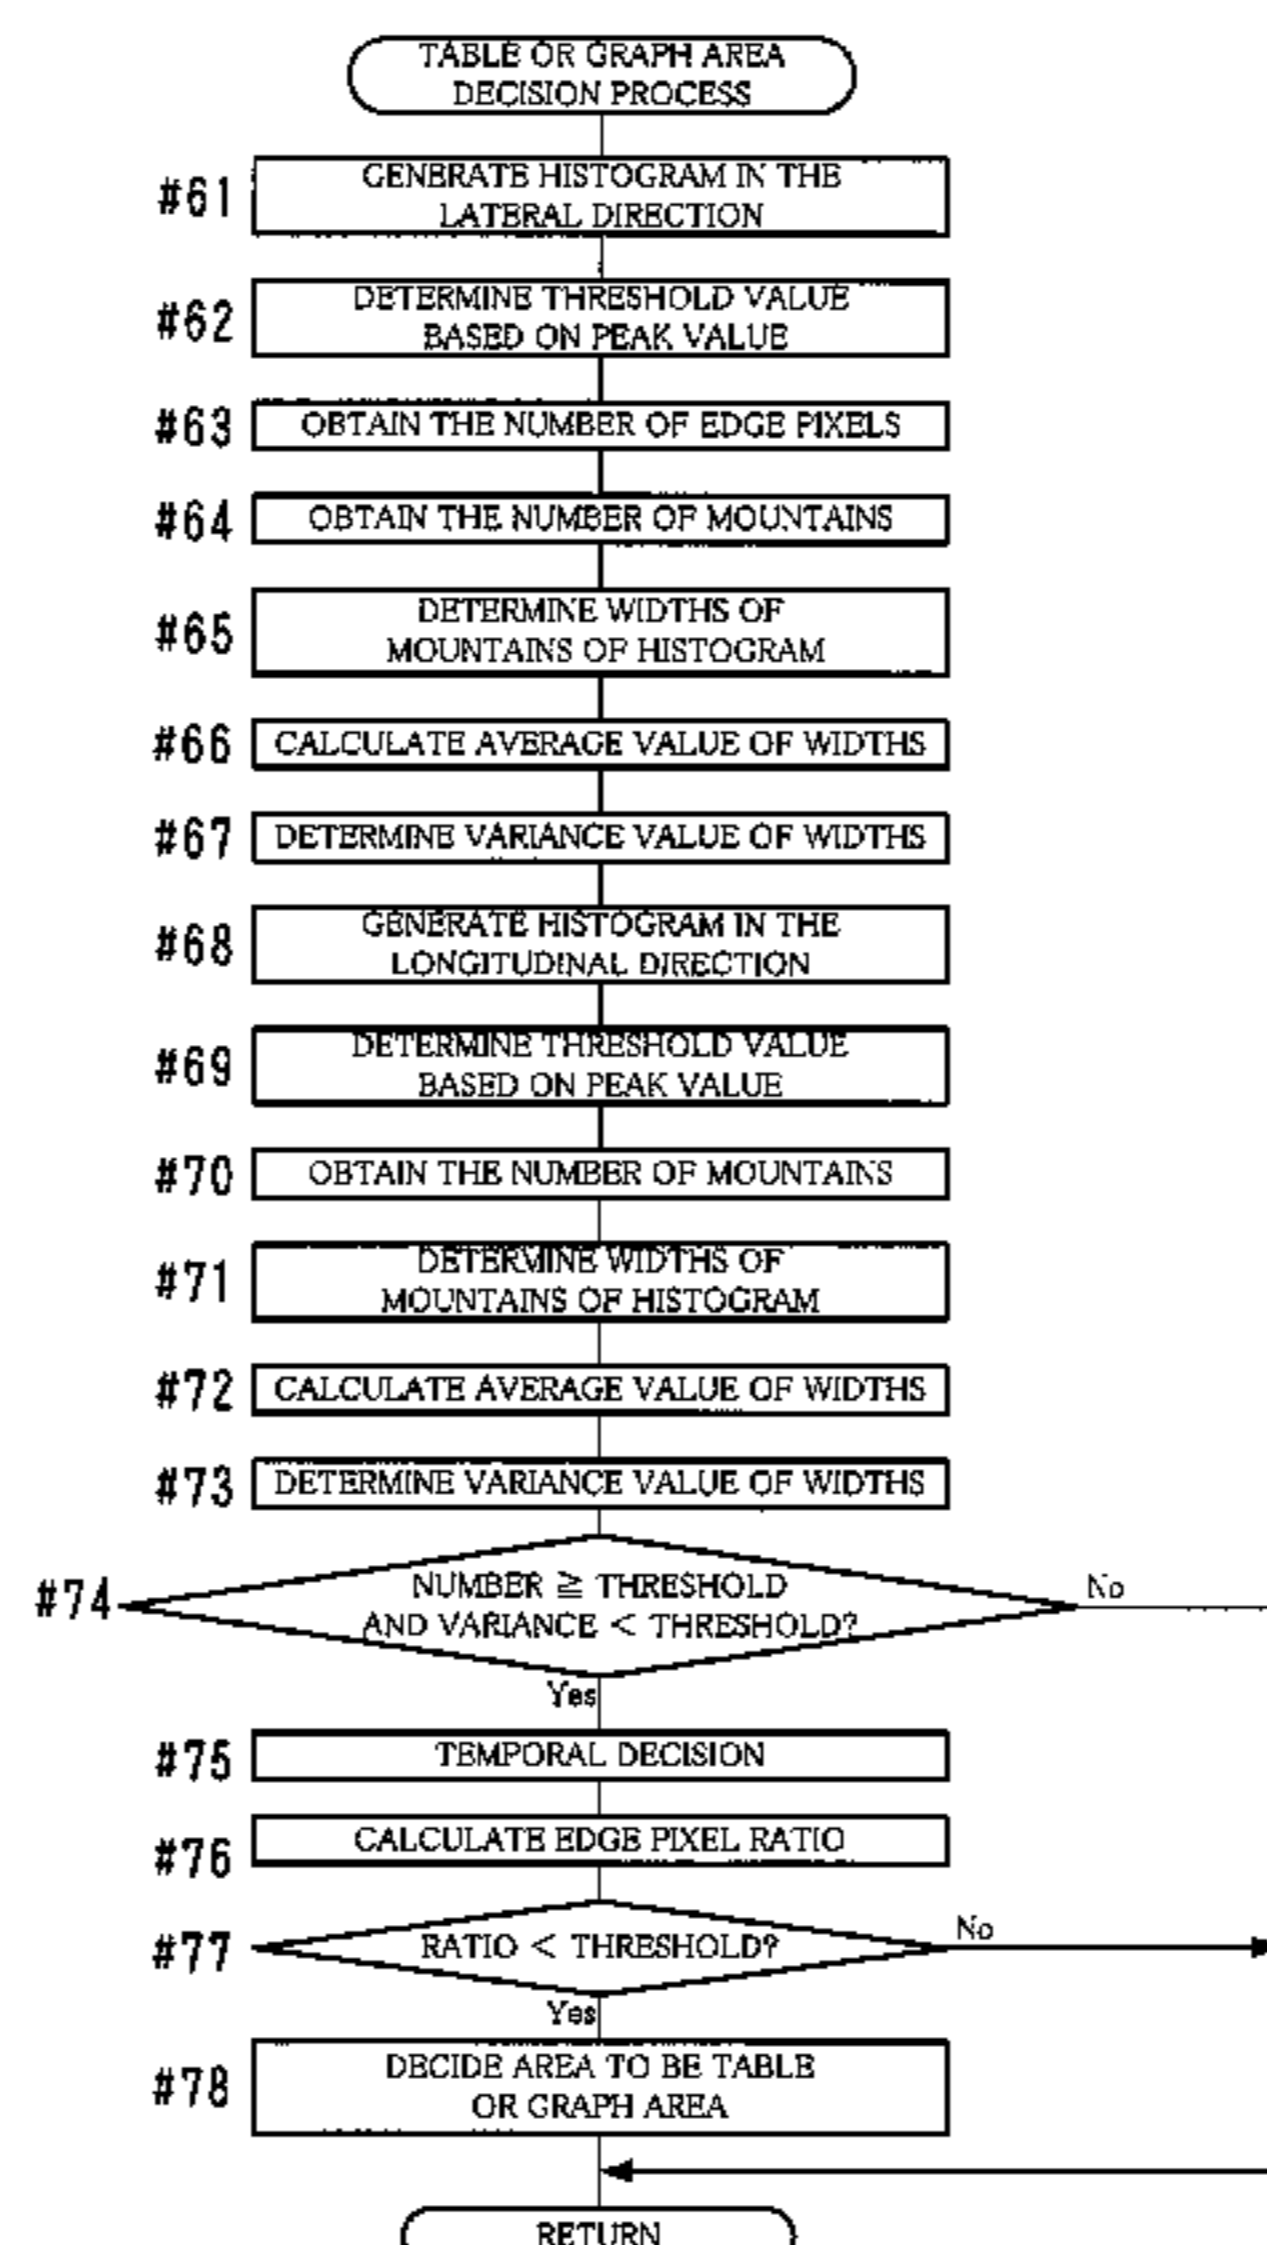 TABLE OR GRAPH AREA
DECISION PROCESS
#61
GENERATE HISTOGRAM IN THE
LATERAL DIRECTION
#62
DETERMINE THRESHOLD VALUE
BASED ON PEAK VALUE
#63
OBTAIN THE NUMBER OF EDGE PIXELS
#64
OBTAIN THE NUMBER OF MOUNTAINS
#65
DETERMINE WIDTHS OF
MOUNTAINS OF HISTOGRAM
#66
CALCULATE AVERAGE VALUE OF WIDTHS
#67
DETERMINE VARIANCE VALUE OF WIDTHS
#68
GENERATE HISTOGRAM IN THE
LONGITUDINAL DIRECTION
#69
DETERMINE THRESHOLD VALUE
BASED ON PEAK VALUE
#70
OBTAIN THE NUMBER OF MOUNTAINS
#71
DETERMINE WIDTHS OF
MOUNTAINS OF HISTOGRAM
#72
CALCULATE AVERAGE VALUE OF WIDTHS
#73
DETERMINE VARIANCE VALUE OF WIDTHS
#74
NUMBER ≧ THRESHOLD
AND VARIANCE < THRESHOLD?
No
Yes
#75
TEMPORAL DECISION
#76
CALCULATE EDGE PIXEL RATIO
#77
RATIO < THRESHOLD?
No
Yes
#78
DECIDE AREA TO BE TABLE
OR GRAPH AREA
RETURN